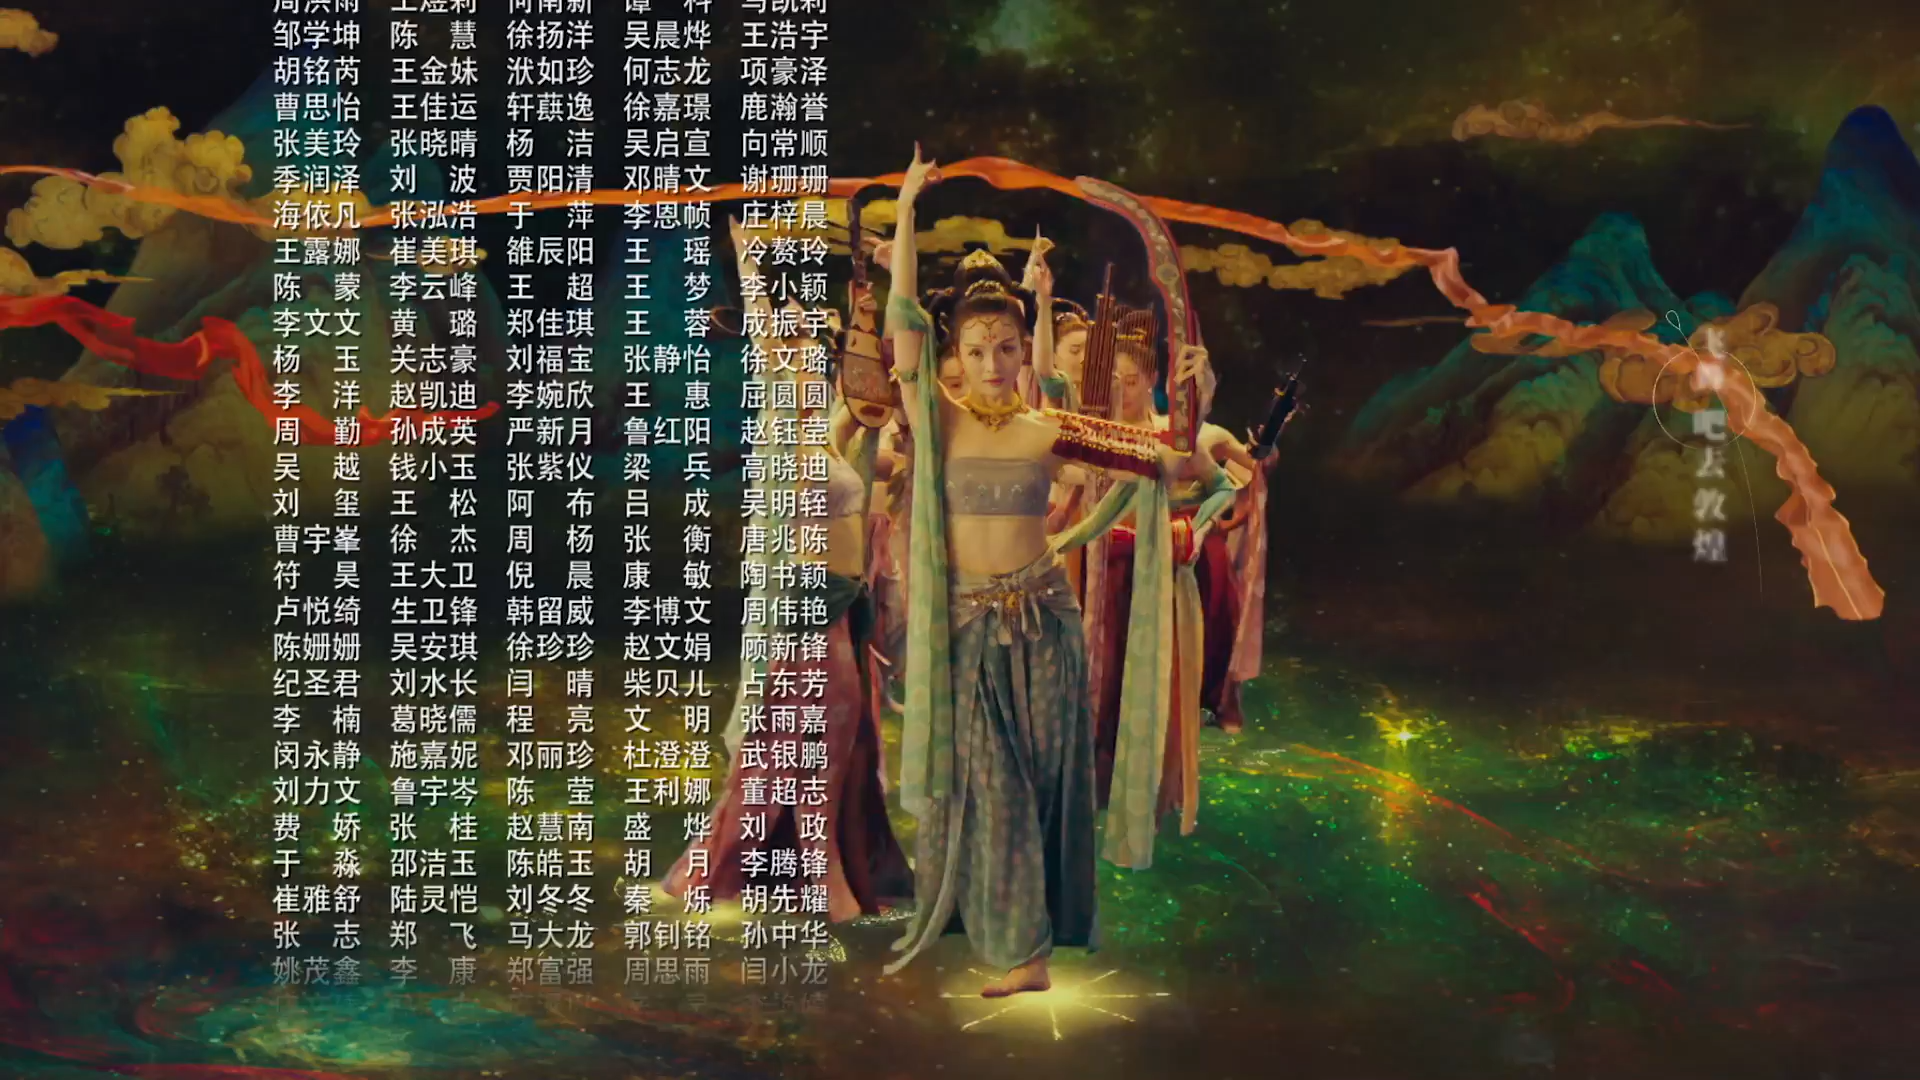 邹学坤 陈 慧 徐扬洋 吴晨烨 王浩宇
胡铭芮 王金妹 洑如珍 何志龙 项豪泽
曹思怡 王佳运 轩蕻逸 徐嘉璟 鹿瀚誉
张美玲 张晓晴 杨 洁 吴启宣 向常顺
季润泽 刘 波 贾阳清 邓晴文 谢珊珊
海依凡 张泓浩 于 萍 李恩帧 庄梓晨
王露娜 崔美琪 雒辰阳 王 瑶 冷赘玲
陈 蒙 李云峰 王 超 王 梦 李小颖
李文文 黄 璐 郑佳琪 王 蓉 成振宇
杨 玉 关志豪 刘福宝 张静怡 徐文璐
李 洋 赵凯迪 李婉欣 王 惠 屈圆圆
周 勤 孙成英 严新月 鲁红阳 赵钰莹
吴 越 钱小玉 张紫仪 梁 兵 高晓迪
刘 玺 王 松 阿 布 吕 成 吴明轾
曹宇峯 徐 杰 周 杨 张 衡 唐兆陈
符 昊 王大卫 倪 晨 康 敏 陶书颖
卢悦绮 生卫锋 韩留威 李博文 周伟艳
陈姗姗 吴安琪 徐珍珍 赵文娟 顾新锋
纪圣君 刘水长 闫 晴 柴贝儿 占东芳
李 楠 葛晓儒 程 亮 文 明 张雨嘉
闵永静 施嘉妮 邓丽珍 杜澄澄 武银鹏
刘力文 鲁宇岑 陈 莹 王利娜 董超志
费 娇 张 桂 赵慧南 盛 烨 刘 政
于 淼 邵洁玉 陈皓玉 胡 月 李腾锋
崔雅舒 陆灵恺 刘冬冬 秦 烁 胡先耀
张 志 郑 飞 马大龙 郭钊铭 孙中华
姚茂鑫 李 康 郑富强 周思雨 闫小龙
吧去敦煌